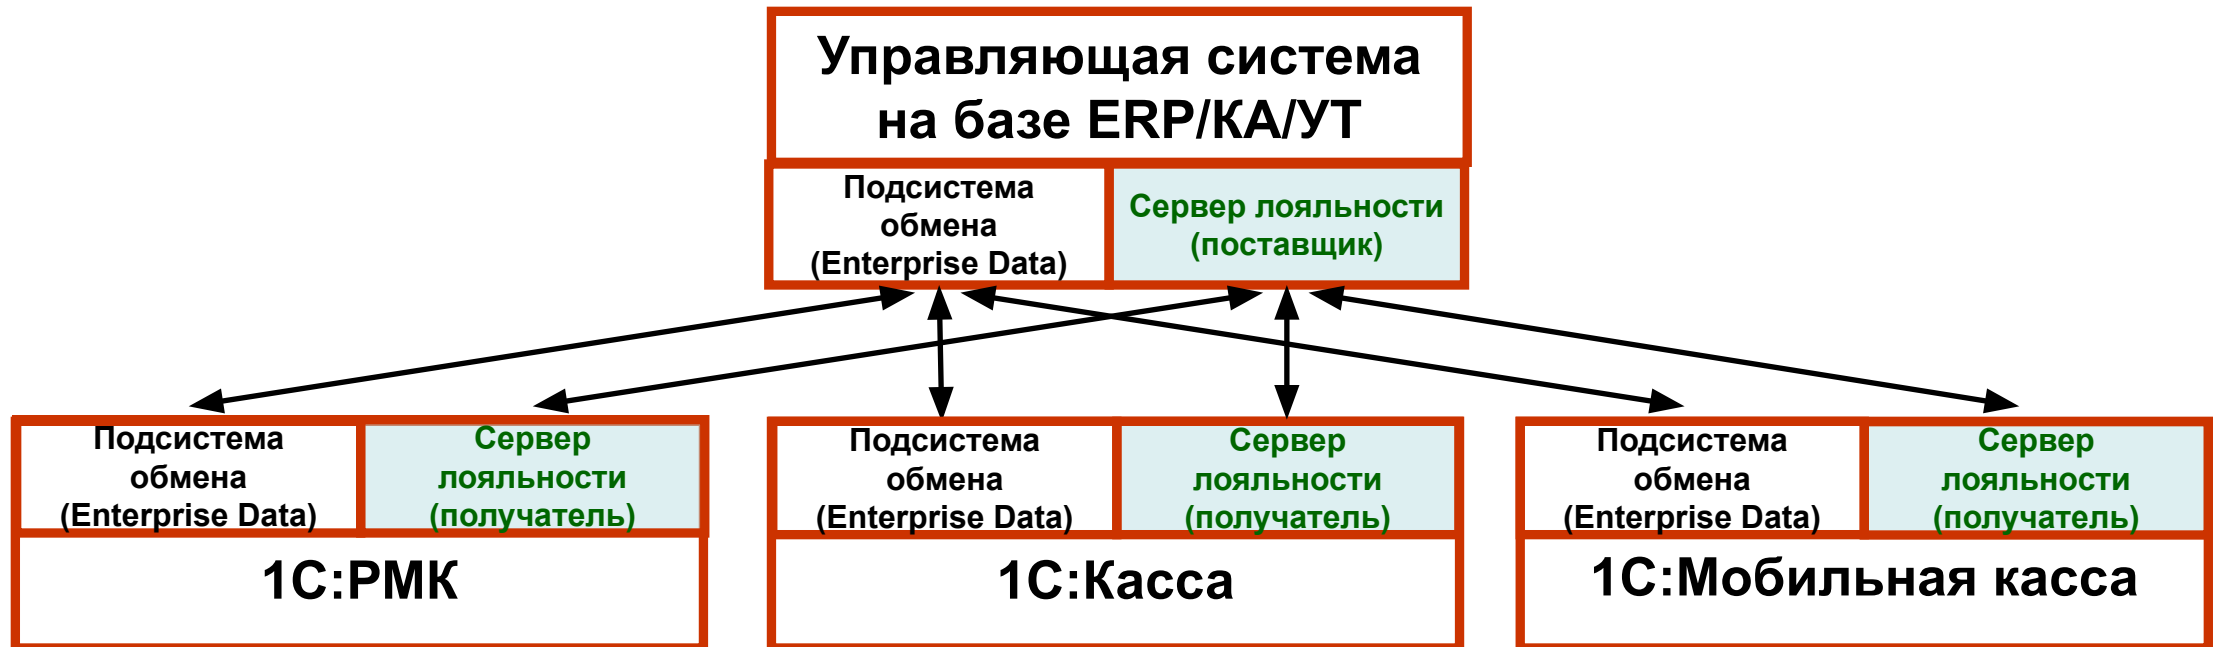 Управляющая система
на базе ERP/КА/УТ
Подсистема
обмена
(Enterprise Data)
Сервер лояльности
(поставщик)
Подсистема
обмена
(Enterprise Data)
Сервер
лояльности
(получатель)
1С:РМК
Подсистема
обмена
(Enterprise Data)
Сервер
лояльности
(получатель)
1С:Касса
Подсистема
обмена
(Enterprise Data)
Сервер
лояльности
(получатель)
1С:Мобильная касса